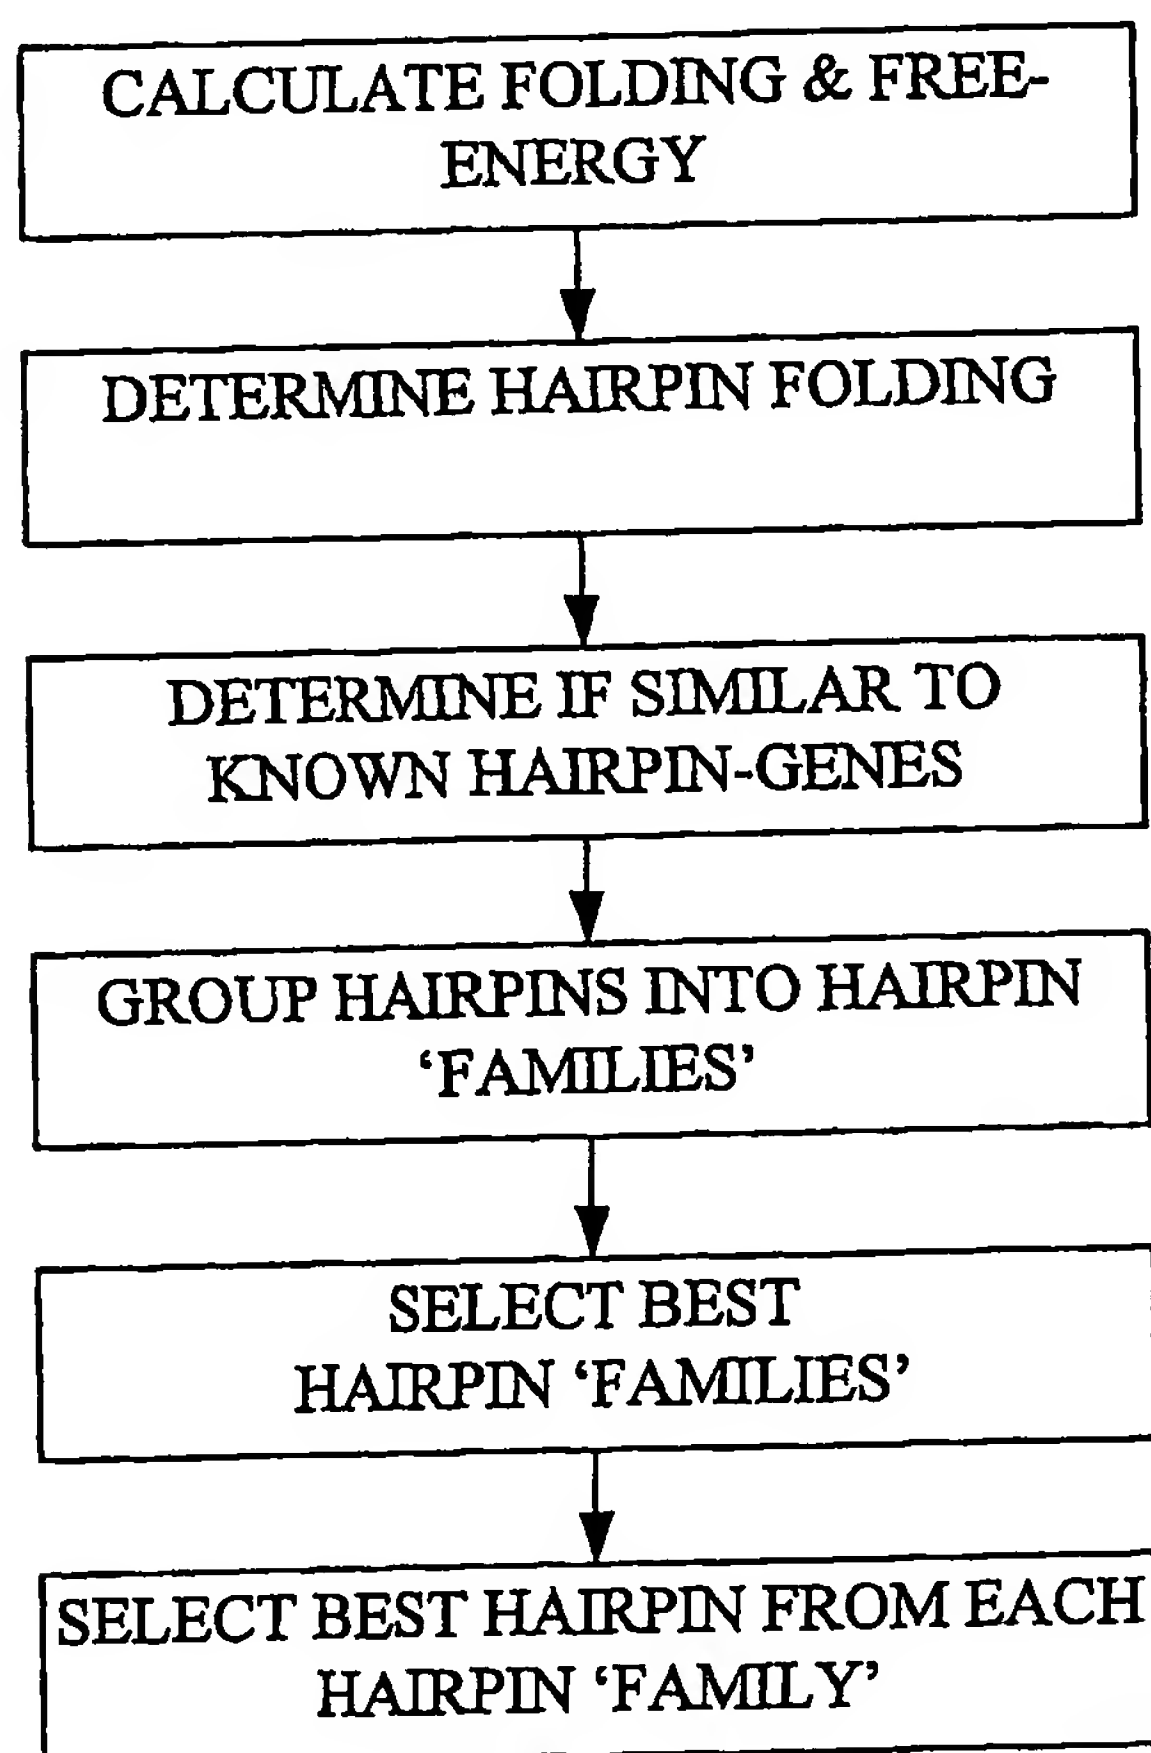 CALCULATE FOLDING & FREE-
ENERGY
DETERMINE HAIRPIN FOLDING
DETERMINE IF SIMILAR TO
KNOWN HAIRPIN-GENES
GROUP HAIRPINS INTO HAIRPIN
‘FAMILIES’
SELECT BEST
HAIRPIN ‘FAMILIES’
SELECT BEST HAIRPIN FROM EACH
HAIRPIN ‘FAMILY’